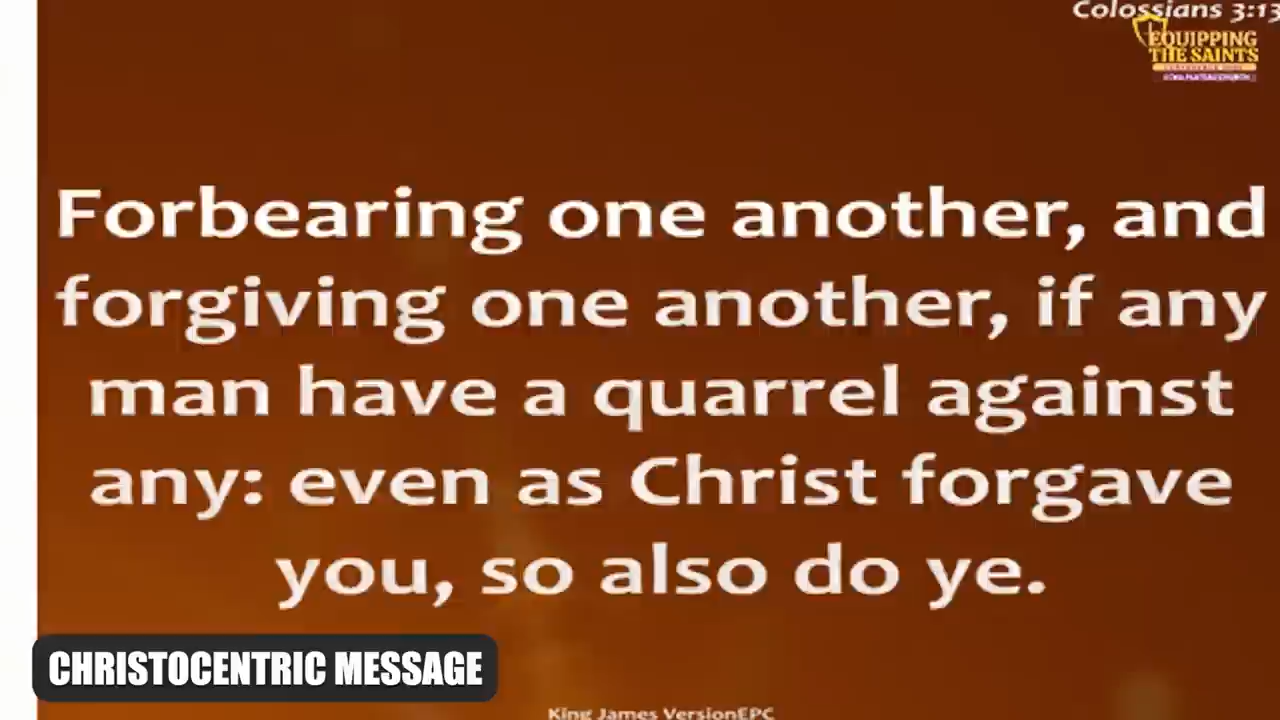 Colossians 3:13
EQUIPPING
THE SAINTS
Forbearing one another, and
forgiving one another, if any
man have a quarrel against
any: even as Christ forgave
you, so also do ye.
CHRISTOCENTRIC MESSAGE
King James VersionEPC